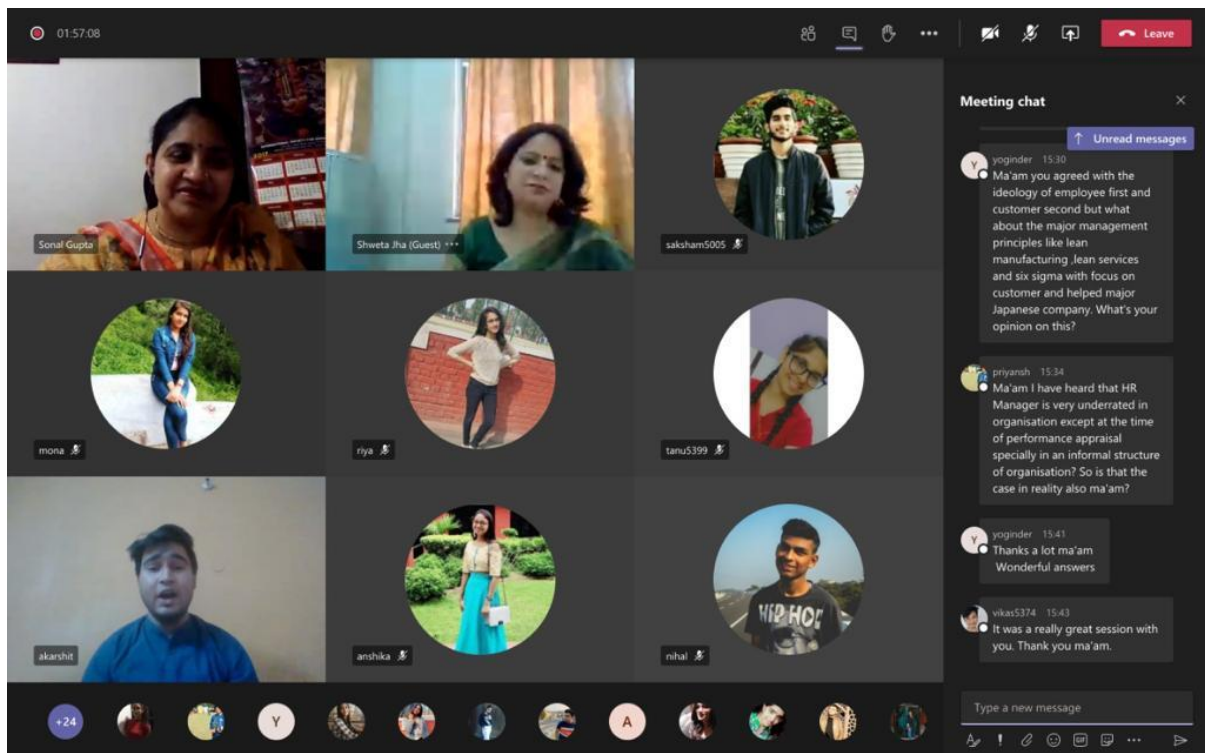 01:57:08
Leave
Sonal Gupta
Shweta Jha (Guest) •••
saksham5005
mona
riya
tanu5399
akarshit
anshika
HIP HOP
nihal
+24
Y
A
Meeting chat
Unread messages
Y
yoginder 15:30
Ma'am you agreed with the
ideology of employee first and
customer second but what
about the major management
principles like lean
manufacturing ,lean services
and six sigma with focus on
customer and helped major
Japanese company. What's your
opinion on this?
priyansh 15:34
Ma'am I have heard that HR
Manager is very underrated in
organisation except at the time
of performance appraisal
specially in an informal structure
of organisation? So is that the
case in reality also ma'am?
Y
yoginder 15:41
Thanks a lot ma'am
Wonderful answers
vikas5374 15:43
It was a really great session with
you. Thank you ma'am.
Type a new message
GIF